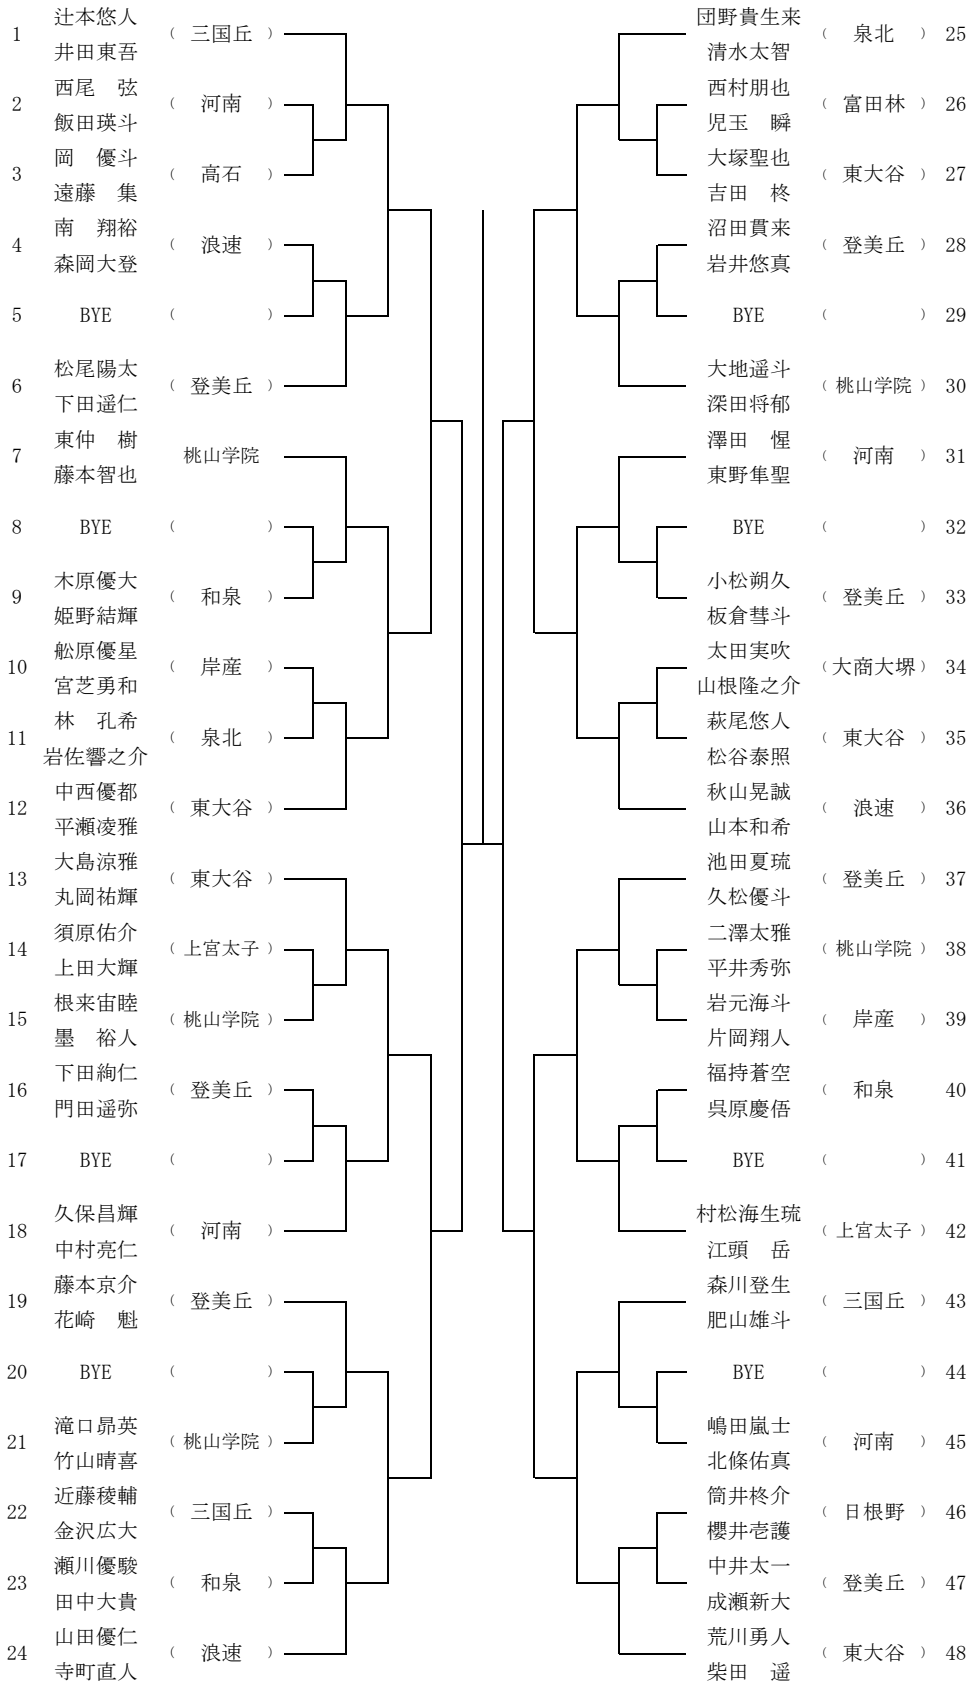 辻本悠人
1 ( 三国丘 )
井田東吾
西尾　弦
2 ( 河南 )
飯田瑛斗
岡　優斗
3 ( 高石 )
遠藤　集
南　翔裕
4 ( 浪速 )
森岡大登
5 BYE ( )
松尾陽太
6 ( 登美丘 )
下田遥仁
東仲　樹
7 桃山学院
藤本智也
8 BYE ( )
木原優大
9 ( 和泉 )
姫野結輝
舩原優星
10 ( 岸産 )
宮芝勇和
林　孔希
11 ( 泉北 )
岩佐響之介
中西優都
12 ( 東大谷 )
平瀬凌雅
大島涼雅
13 ( 東大谷 )
丸岡祐輝
須原佑介
14 ( 上宮太子 )
上田大輝
根来宙睦
15 ( 桃山学院 )
墨　裕人
下田絢仁
16 ( 登美丘 )
門田遥弥
17 BYE ( )
久保昌輝
18 ( 河南 )
中村亮仁
藤本京介
19 ( 登美丘 )
花崎　魁
20 BYE ( )
滝口昴英
21 ( 桃山学院 )
竹山晴喜
近藤稜輔
22 ( 三国丘 )
金沢広大
瀬川優駿
23 ( 和泉 )
田中大貴
山田優仁
24 ( 浪速 )
寺町直人
団野貴生来
( 泉北 ) 25
清水太智
西村朋也
( 富田林 ) 26
児玉　瞬
大塚聖也
( 東大谷 ) 27
吉田　柊
沼田貫来
( 登美丘 ) 28
岩井悠真
BYE ( ) 29
大地遥斗
( 桃山学院 ) 30
深田将郁
澤田　惺
( 河南 ) 31
東野隼聖
BYE ( ) 32
小松朔久
( 登美丘 ) 33
板倉彗斗
太田実吹
( 大商大堺 ) 34
山根隆之介
萩尾悠人
( 東大谷 ) 35
松谷泰照
秋山晃誠
( 浪速 ) 36
山本和希
池田夏琉
( 登美丘 ) 37
久松優斗
二澤太雅
( 桃山学院 ) 38
平井秀弥
岩元海斗
( 岸産 ) 39
片岡翔人
福持蒼空
( 和泉 40
呉原慶俉
BYE ( ) 41
村松海生琉
( 上宮太子 ) 42
江頭　岳
森川登生
( 三国丘 ) 43
肥山雄斗
BYE ( ) 44
嶋田嵐士
( 河南 ) 45
北條佑真
筒井柊介
( 日根野 ) 46
櫻井壱護
中井太一
( 登美丘 ) 47
成瀬新大
荒川勇人
( 東大谷 ) 48
柴田　遥